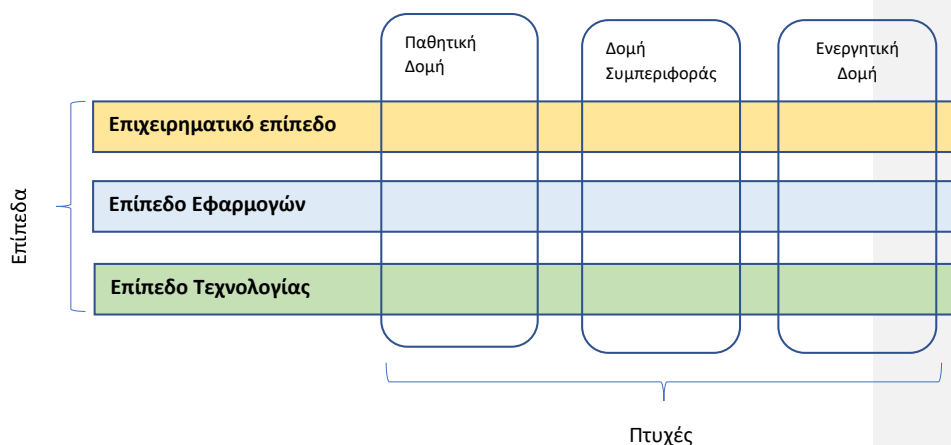 Παθητική
Δομή
Δομή
Συμπεριφοράς
Ενεργητική
Δομή
Επιχειρηματικό επίπεδο
Επίπεδο Εφαρμογών
Επίπεδο Τεχνολογίας
Επίπεδα
Πτυχές